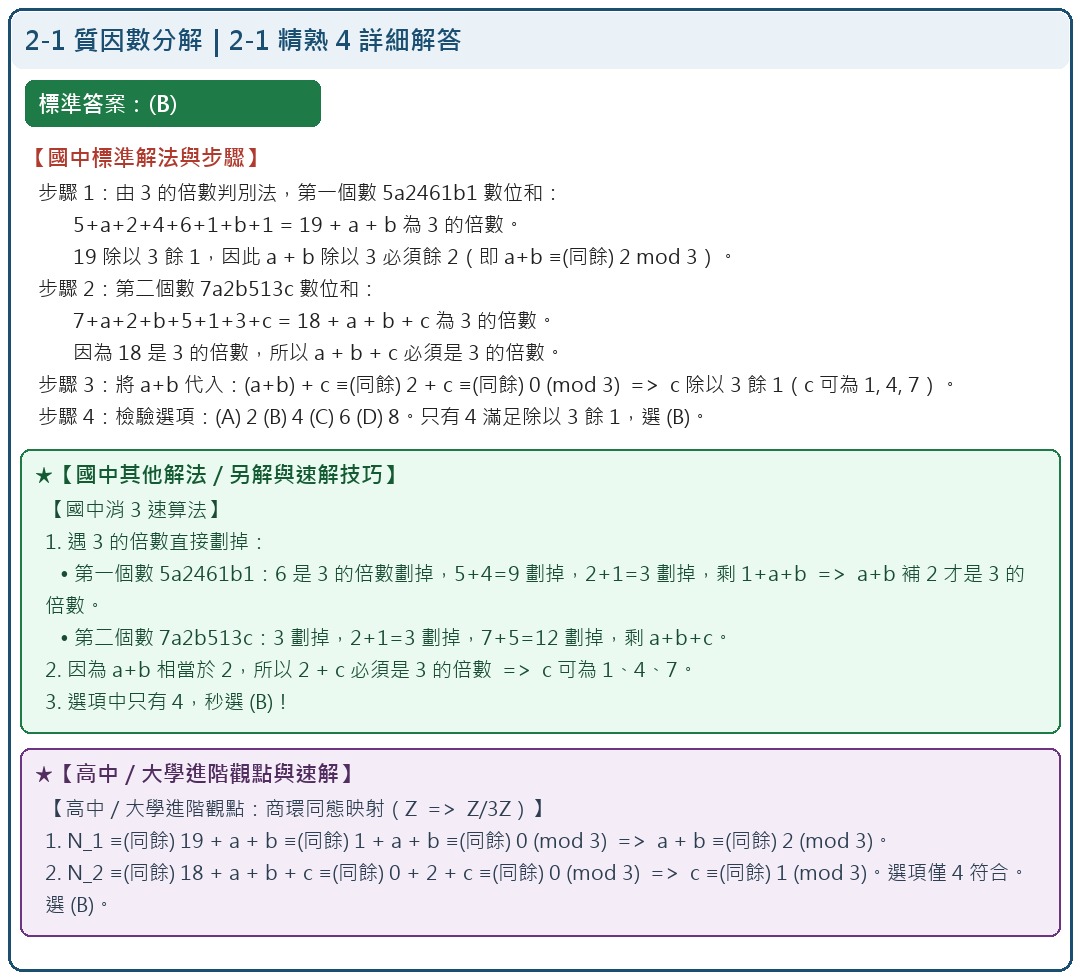 2-1 質因數分解 | 2-1 精熟 4 詳細解答
標準答案：(B)
【國中標準解法與步驟】
步驟 1：由 3 的倍數判別法，第一個數 5a2461b1 數位和：
5+a+2+4+6+1+b+1 = 19 + a + b 為 3 的倍數。
19 除以 3 餘 1，因此 a + b 除以 3 必須餘 2（即 a+b ≡(同餘) 2 mod 3）。
步驟 2：第二個數 7a2b513c 數位和：
7+a+2+b+5+1+3+c = 18 + a + b + c 為 3 的倍數。
因為 18 是 3 的倍數，所以 a + b + c 必須是 3 的倍數。
步驟 3：將 a+b 代入：(a+b) + c ≡(同餘) 2 + c ≡(同餘) 0 (mod 3) => c 除以 3 餘 1（c 可為 1, 4, 7）。
步驟 4：檢驗選項：(A) 2 (B) 4 (C) 6 (D) 8。只有 4 滿足除以 3 餘 1，選 (B)。
★【國中其他解法 / 另解與速解技巧】
【國中消 3 速算法】
1. 遇 3 的倍數直接劃掉：
• 第一個數 5a2461b1：6 是 3 的倍數劃掉，5+4=9 劃掉，2+1=3 劃掉，剩 1+a+b => a+b 補 2 才是 3 的
倍數。
• 第二個數 7a2b513c：3 劃掉，2+1=3 劃掉，7+5=12 劃掉，剩 a+b+c。
2. 因為 a+b 相當於 2，所以 2 + c 必須是 3 的倍數 => c 可為 1、4、7。
3. 選項中只有 4，秒選 (B)！
★【高中 / 大學進階觀點與速解】
【高中 / 大學進階觀點：商環同態映射（Z => Z/3Z）】
1. N_1 ≡(同餘) 19 + a + b ≡(同餘) 1 + a + b ≡(同餘) 0 (mod 3) => a + b ≡(同餘) 2 (mod 3)。
2. N_2 ≡(同餘) 18 + a + b + c ≡(同餘) 0 + 2 + c ≡(同餘) 0 (mod 3) => c ≡(同餘) 1 (mod 3)。選項僅 4 符合。
選 (B)。